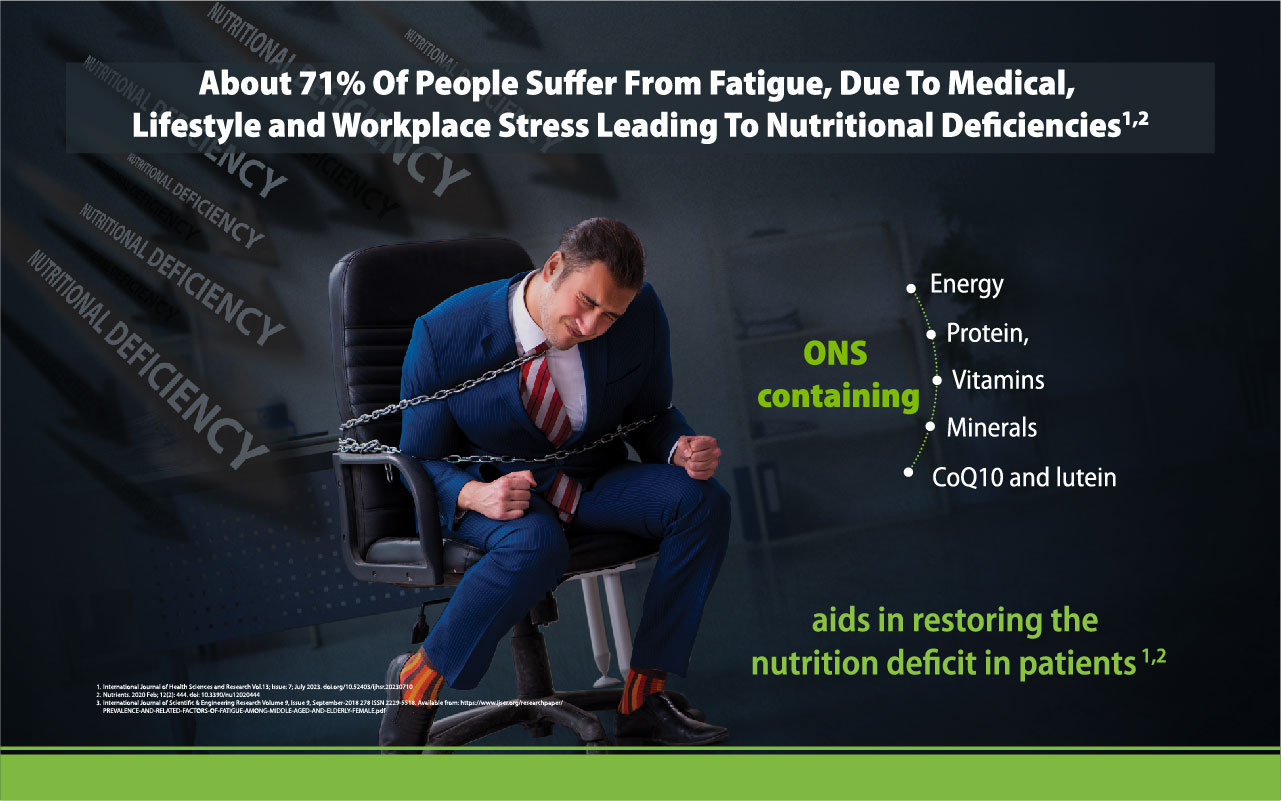 NUTRITIONAL DEFICIENCY
NUTRITIONAL DEFICIENCY
NUTRITIONAL DEFICIENCY
About 71% Of People Suffer From Fatigue, Due To Medical,
Lifestyle and Workplace Stress Leading To Nutritional Deficiencies1,2
NUTRITIONAL DEFICIENCY
NUTRITIONAL DEFICIENCY
NUTRITIONAL DEFICIENCY
Energy
Protein,
ONS
containing
Vitamins
Minerals
CoQ10 and lutein
aids in restoring the
nutrition deficit in patients 1,2
1. International Journal of Health Sciences and Research Vol.13; Issue: 7; July 2023. doi.org/10.52403/ijhsr.20230710
2. Nutrients. 2020 Feb; 12(2): 444. doi: 10.3390/nu12020444
3. International Journal of Scientific & Engineering Research Volume 9, Issue 9, September-2018 278 ISSN 2229-5518. Available from: https://www.ijser.org/researchpaper/
PREVALENCE-AND-RELATED-FACTORS-OF-FATIGUE-AMONG-MIDDLE-AGED-AND-ELDERLY-FEMALE.pdf